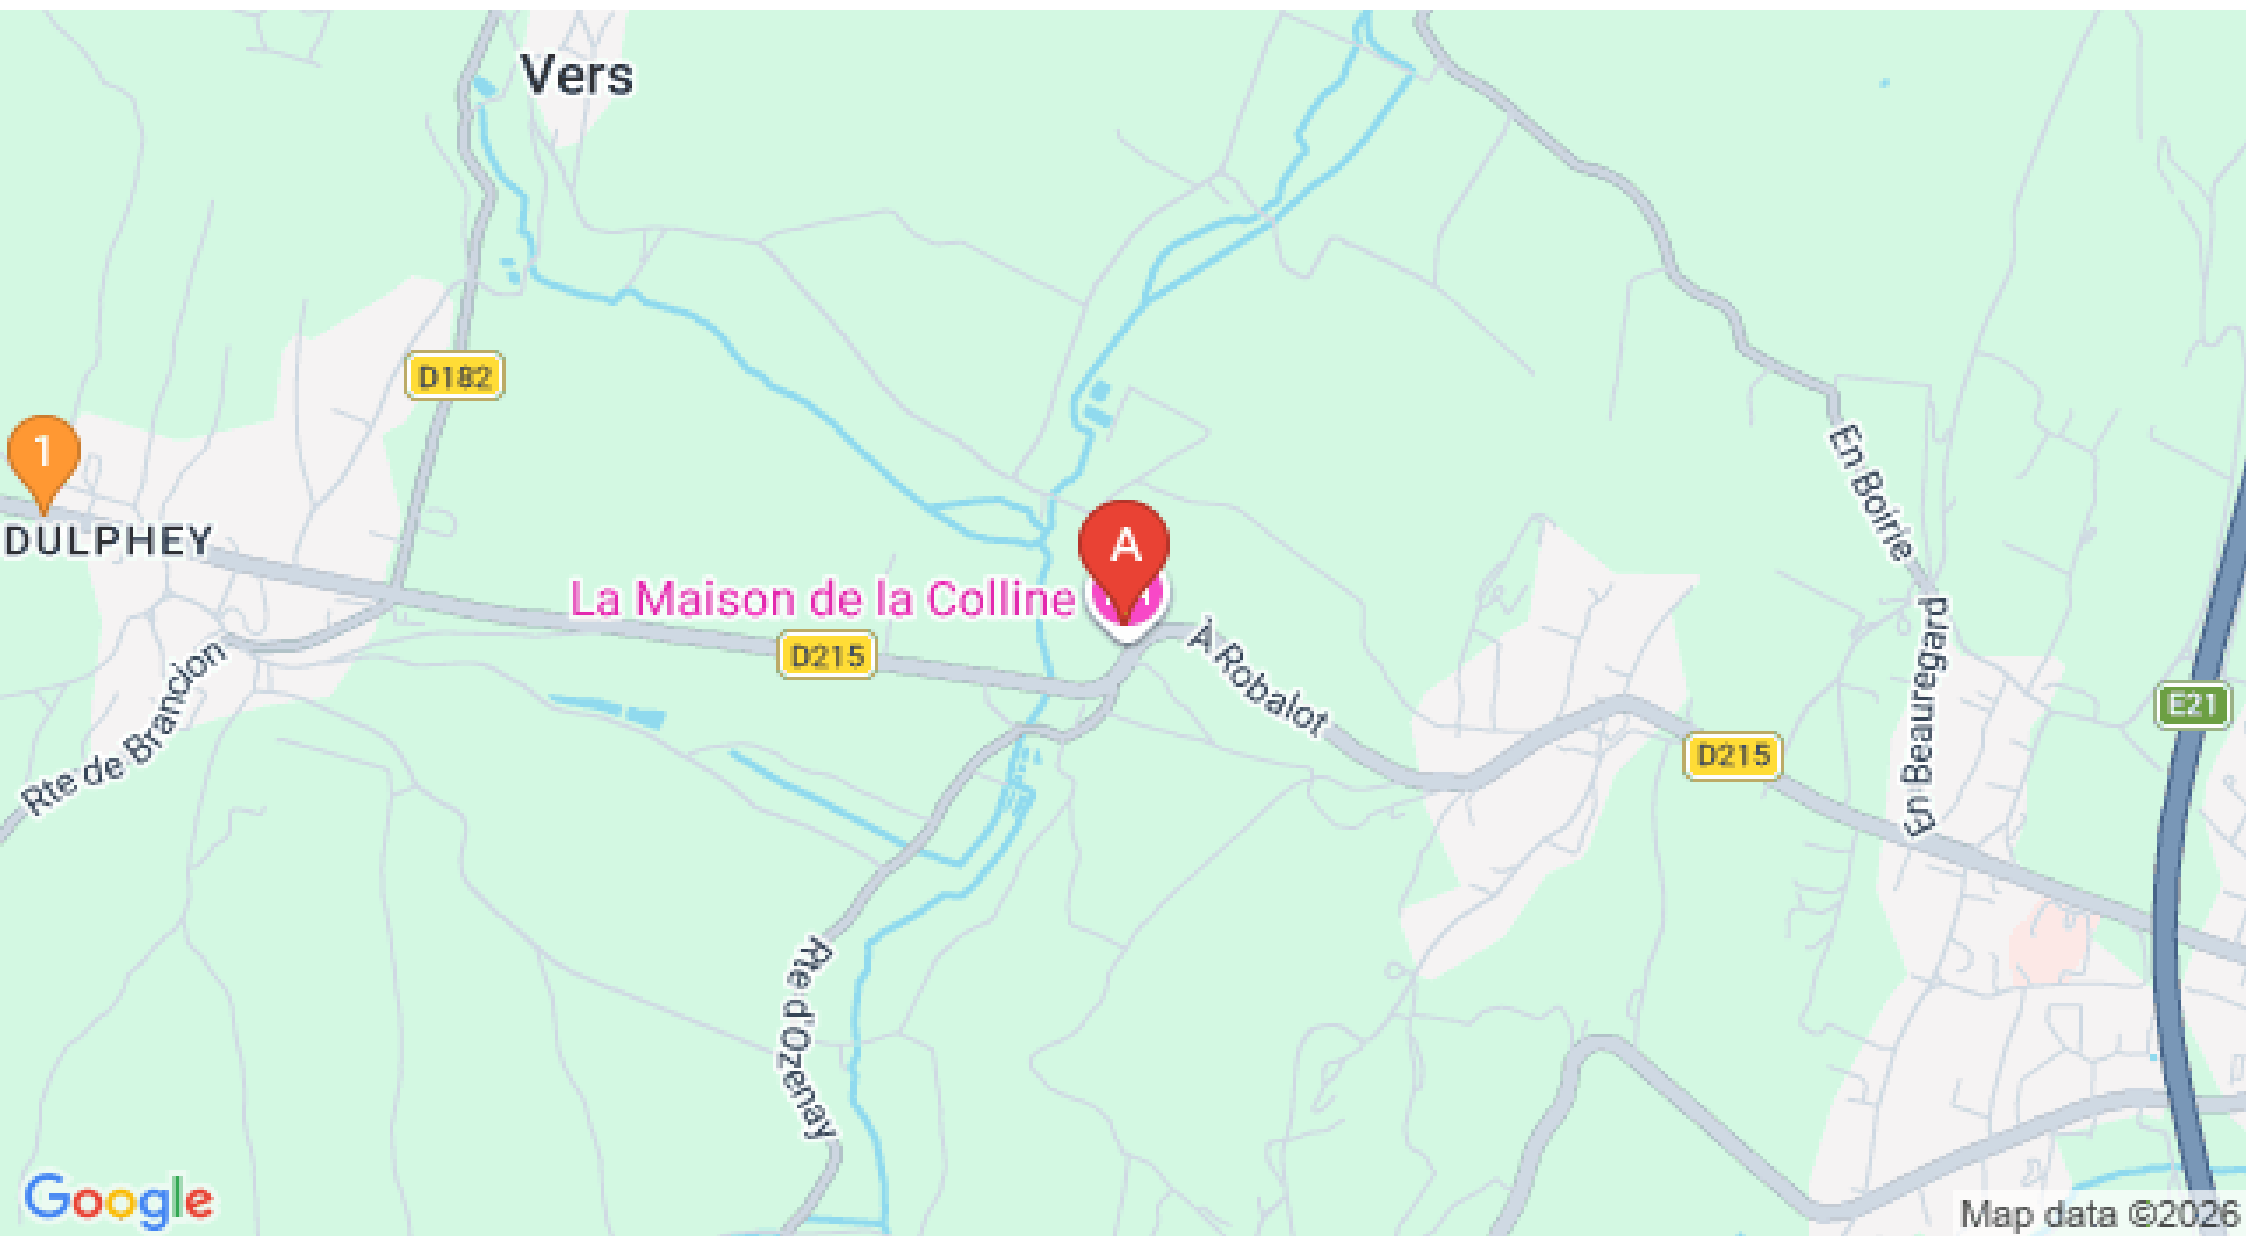 Vers
D182
1
DULPHEY
A
La Maison de la Colline
D215
À Robalot
En Boirie
En Beauregard
E21
D215
Rte de Brancion
Rte d'Ozenay
Google
Map data ©2026